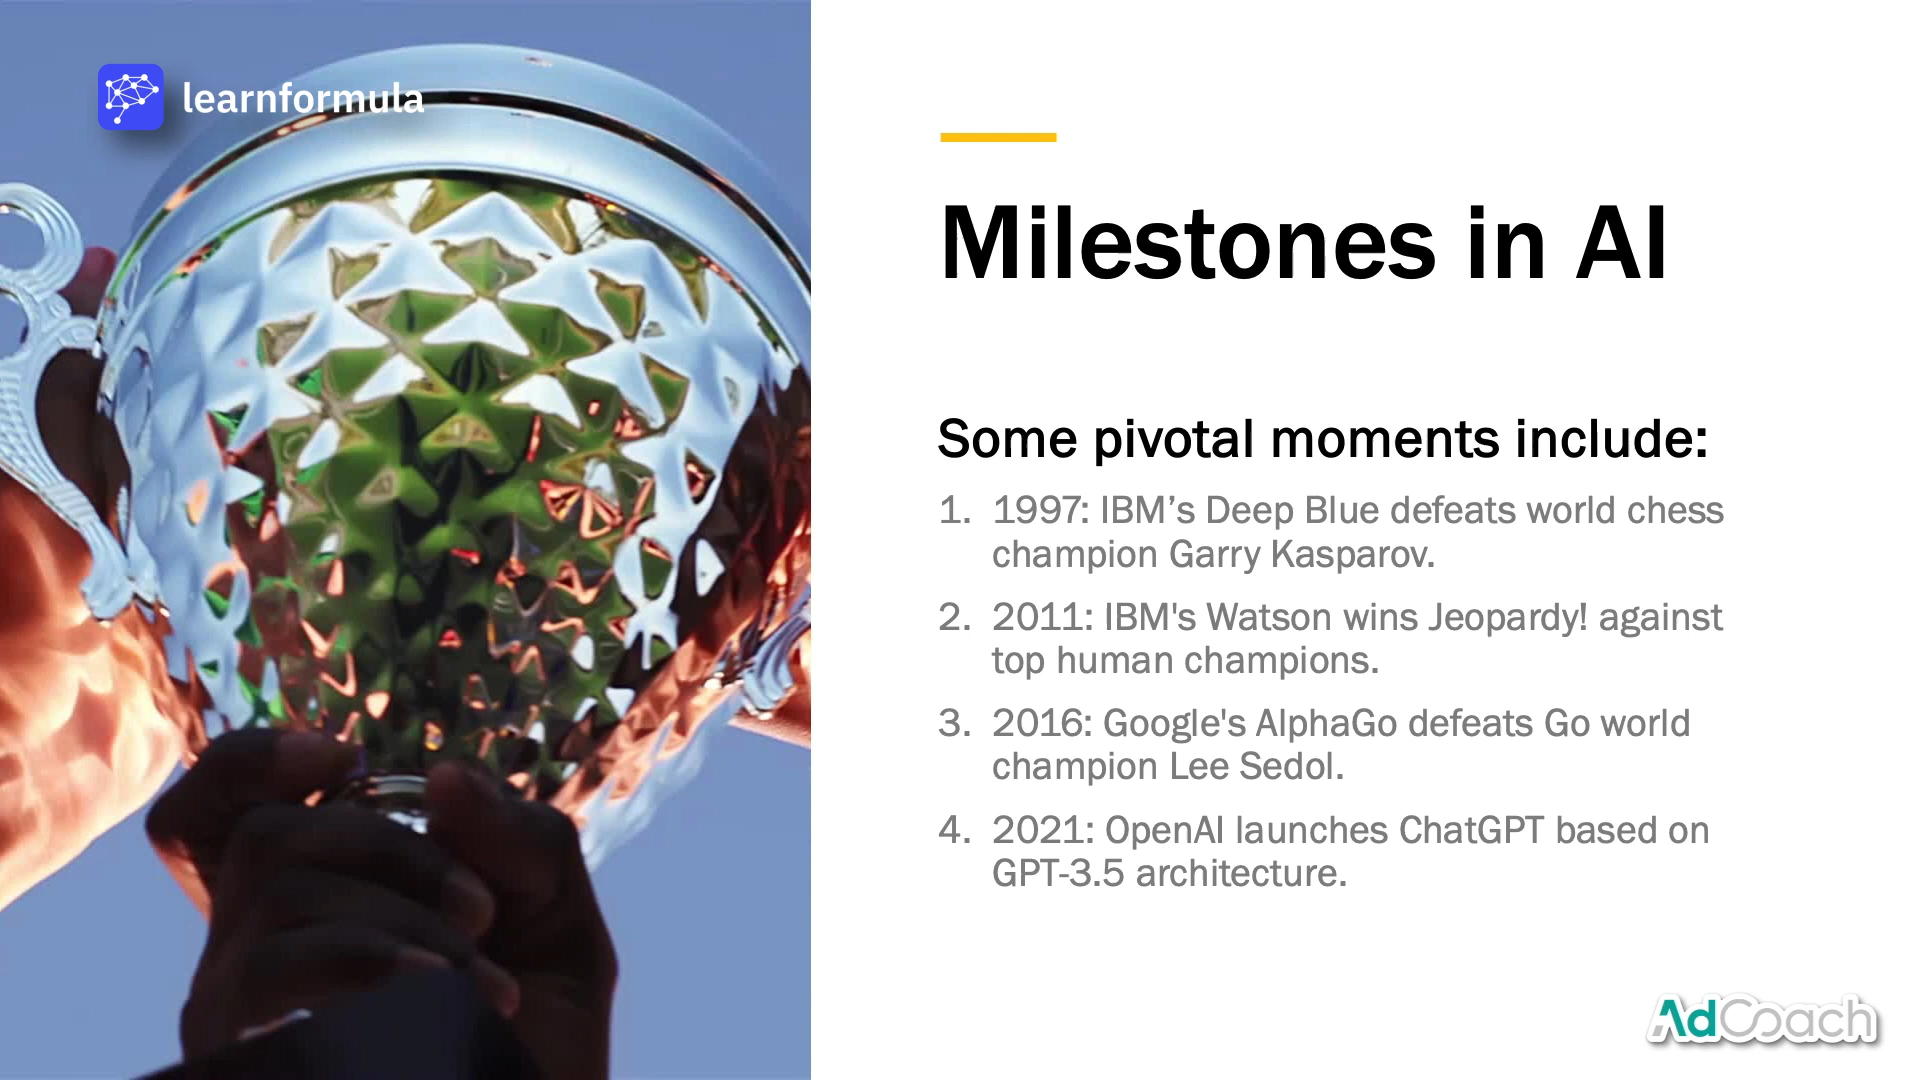 learnformula
Milestones in AI
Some pivotal moments include:
1. 1997: IBM’s Deep Blue defeats world chess
champion Garry Kasparov.
2. 2011: IBM's Watson wins Jeopardy! against
top human champions.
3. 2016: Google's AlphaGo defeats Go world
champion Lee Sedol.
4. 2021: OpenAI launches ChatGPT based on
GPT-3.5 architecture.
AdCoach